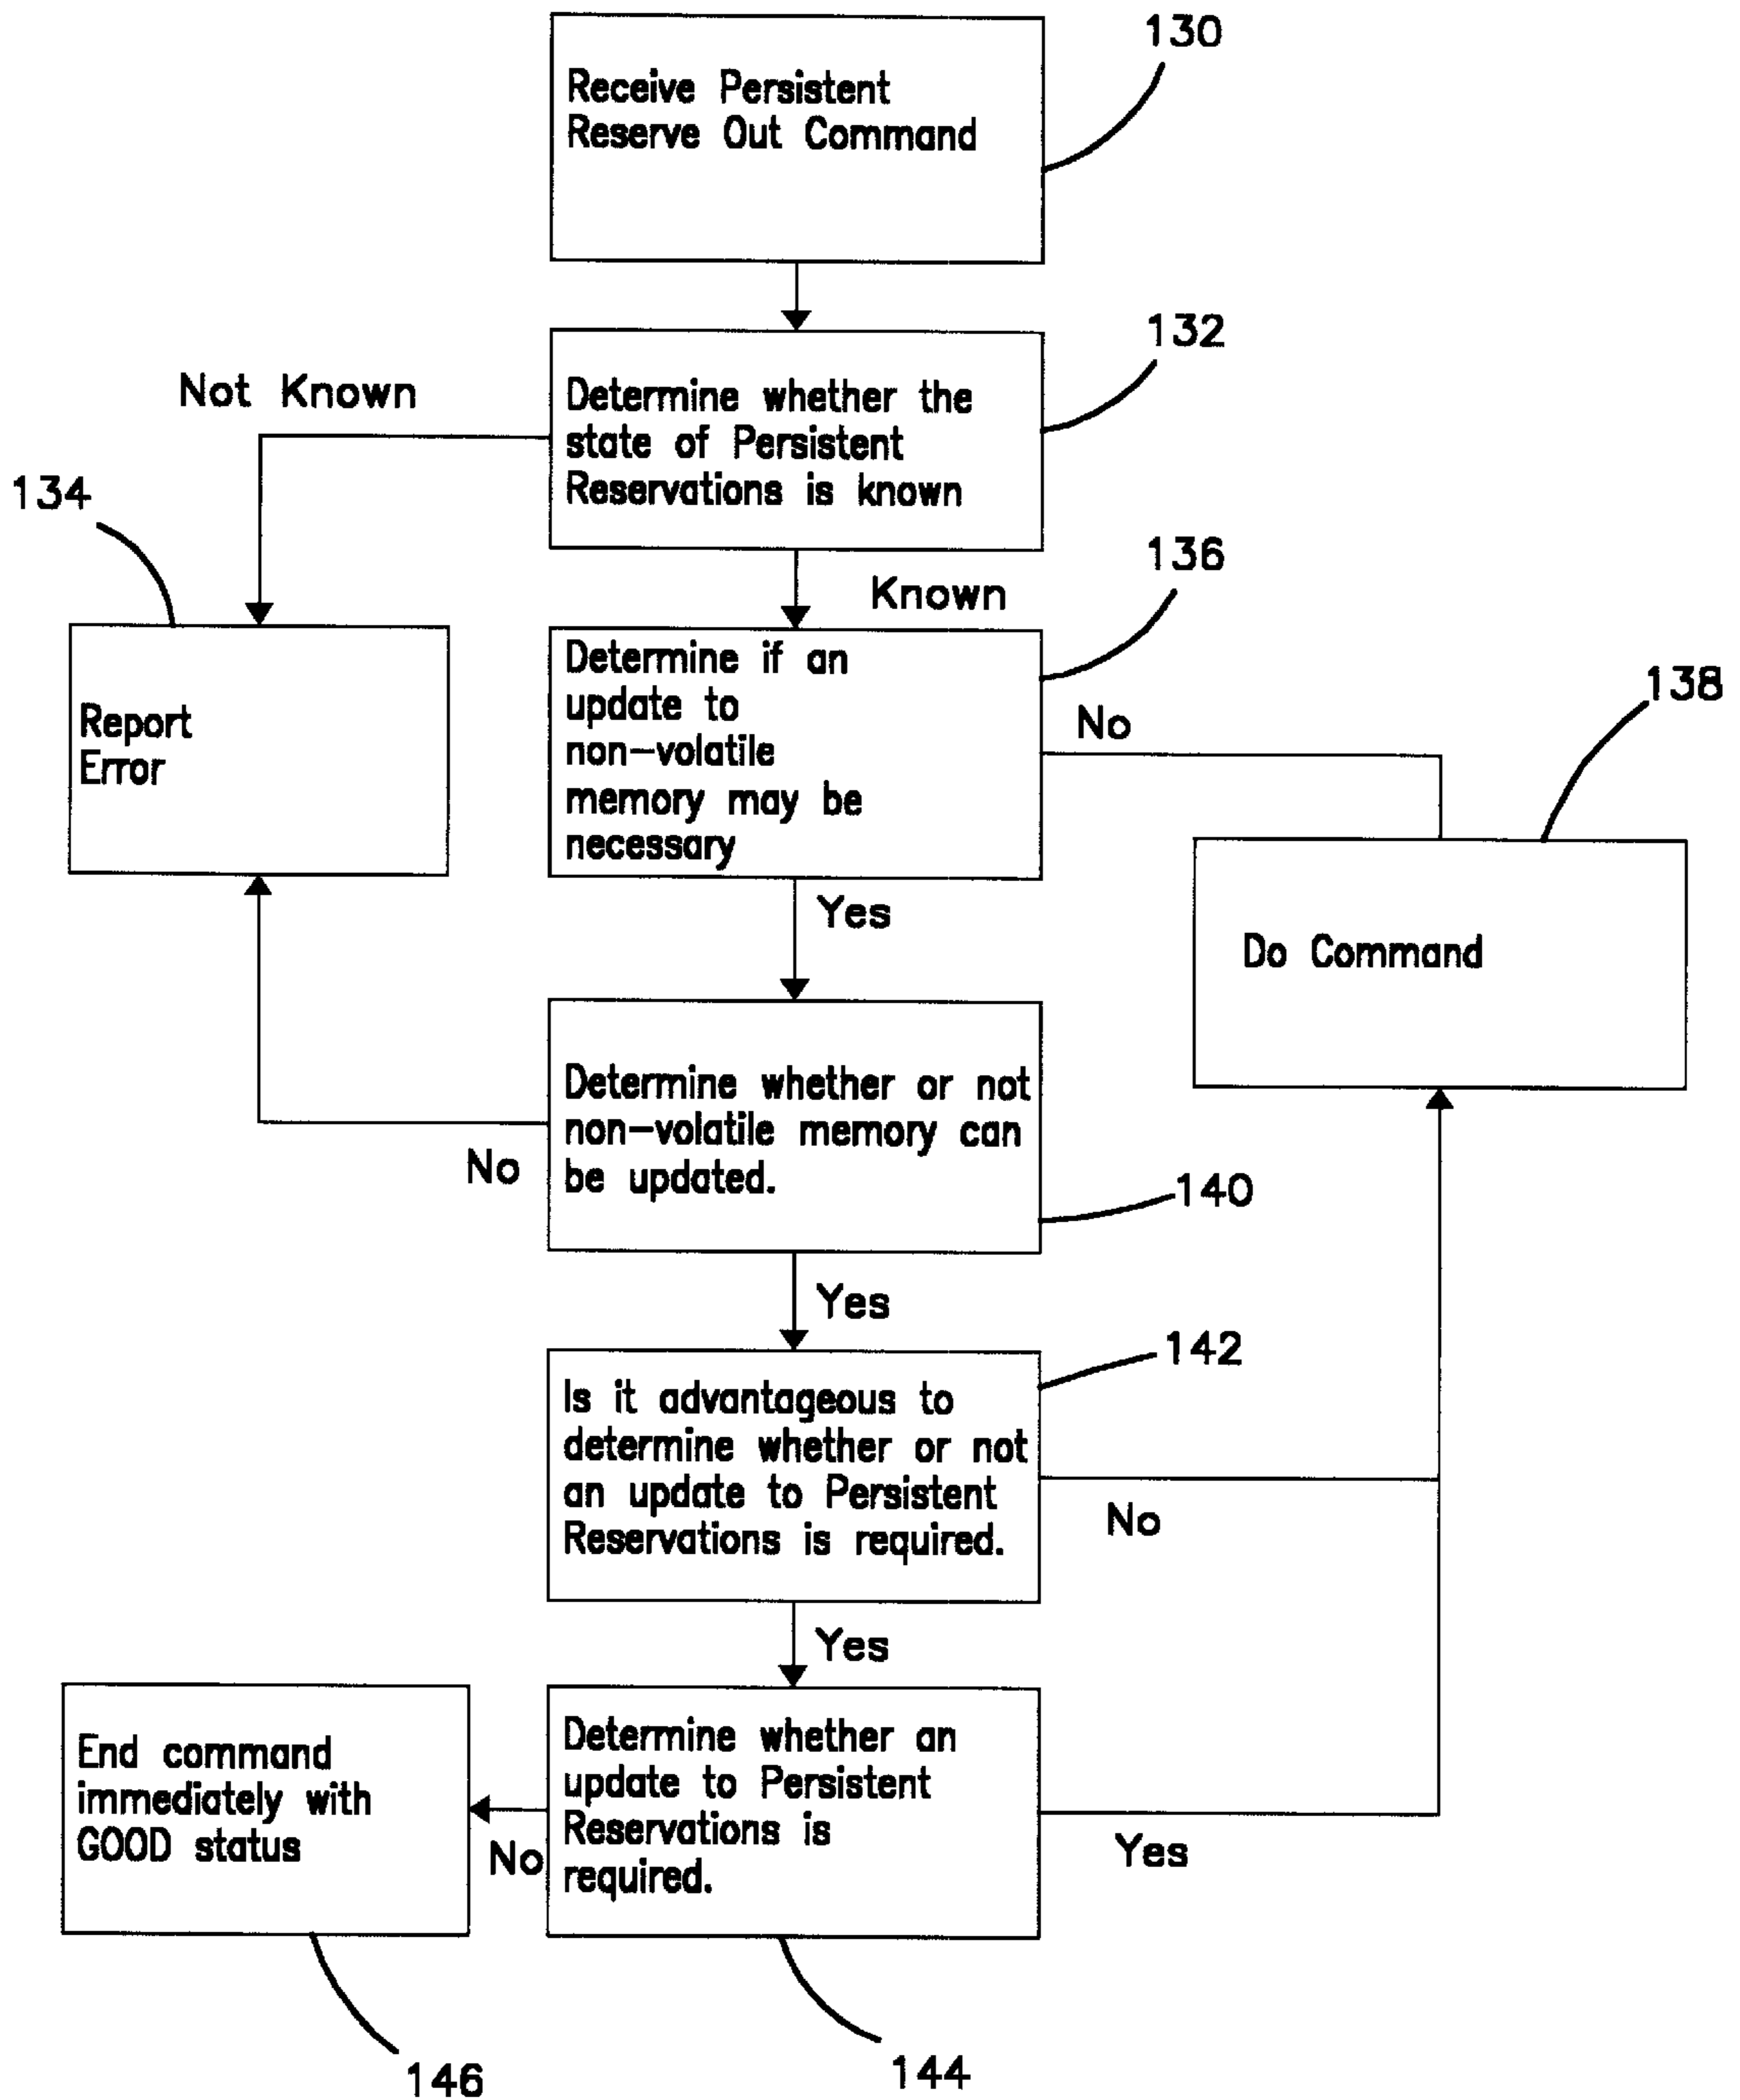 130
Receive Persistent
Reserve Out Command
132
Not Known
Determine whether the
state of Persistent
Reservations is known
134
136
Known
Report
Error
Determine if an
update to
non-volatile
memory may be
necessary
No
138
Yes
Do Command
Determine whether or not
non-volatile memory can
be updated.
No
140
Yes
142
Is it advantageous to
determine whether or not
an update to Persistent
Reservations is required.
No
Yes
End command
immediately with
GOOD status
No
Determine whether an
update to Persistent
Reservations is
required.
Yes
146
144